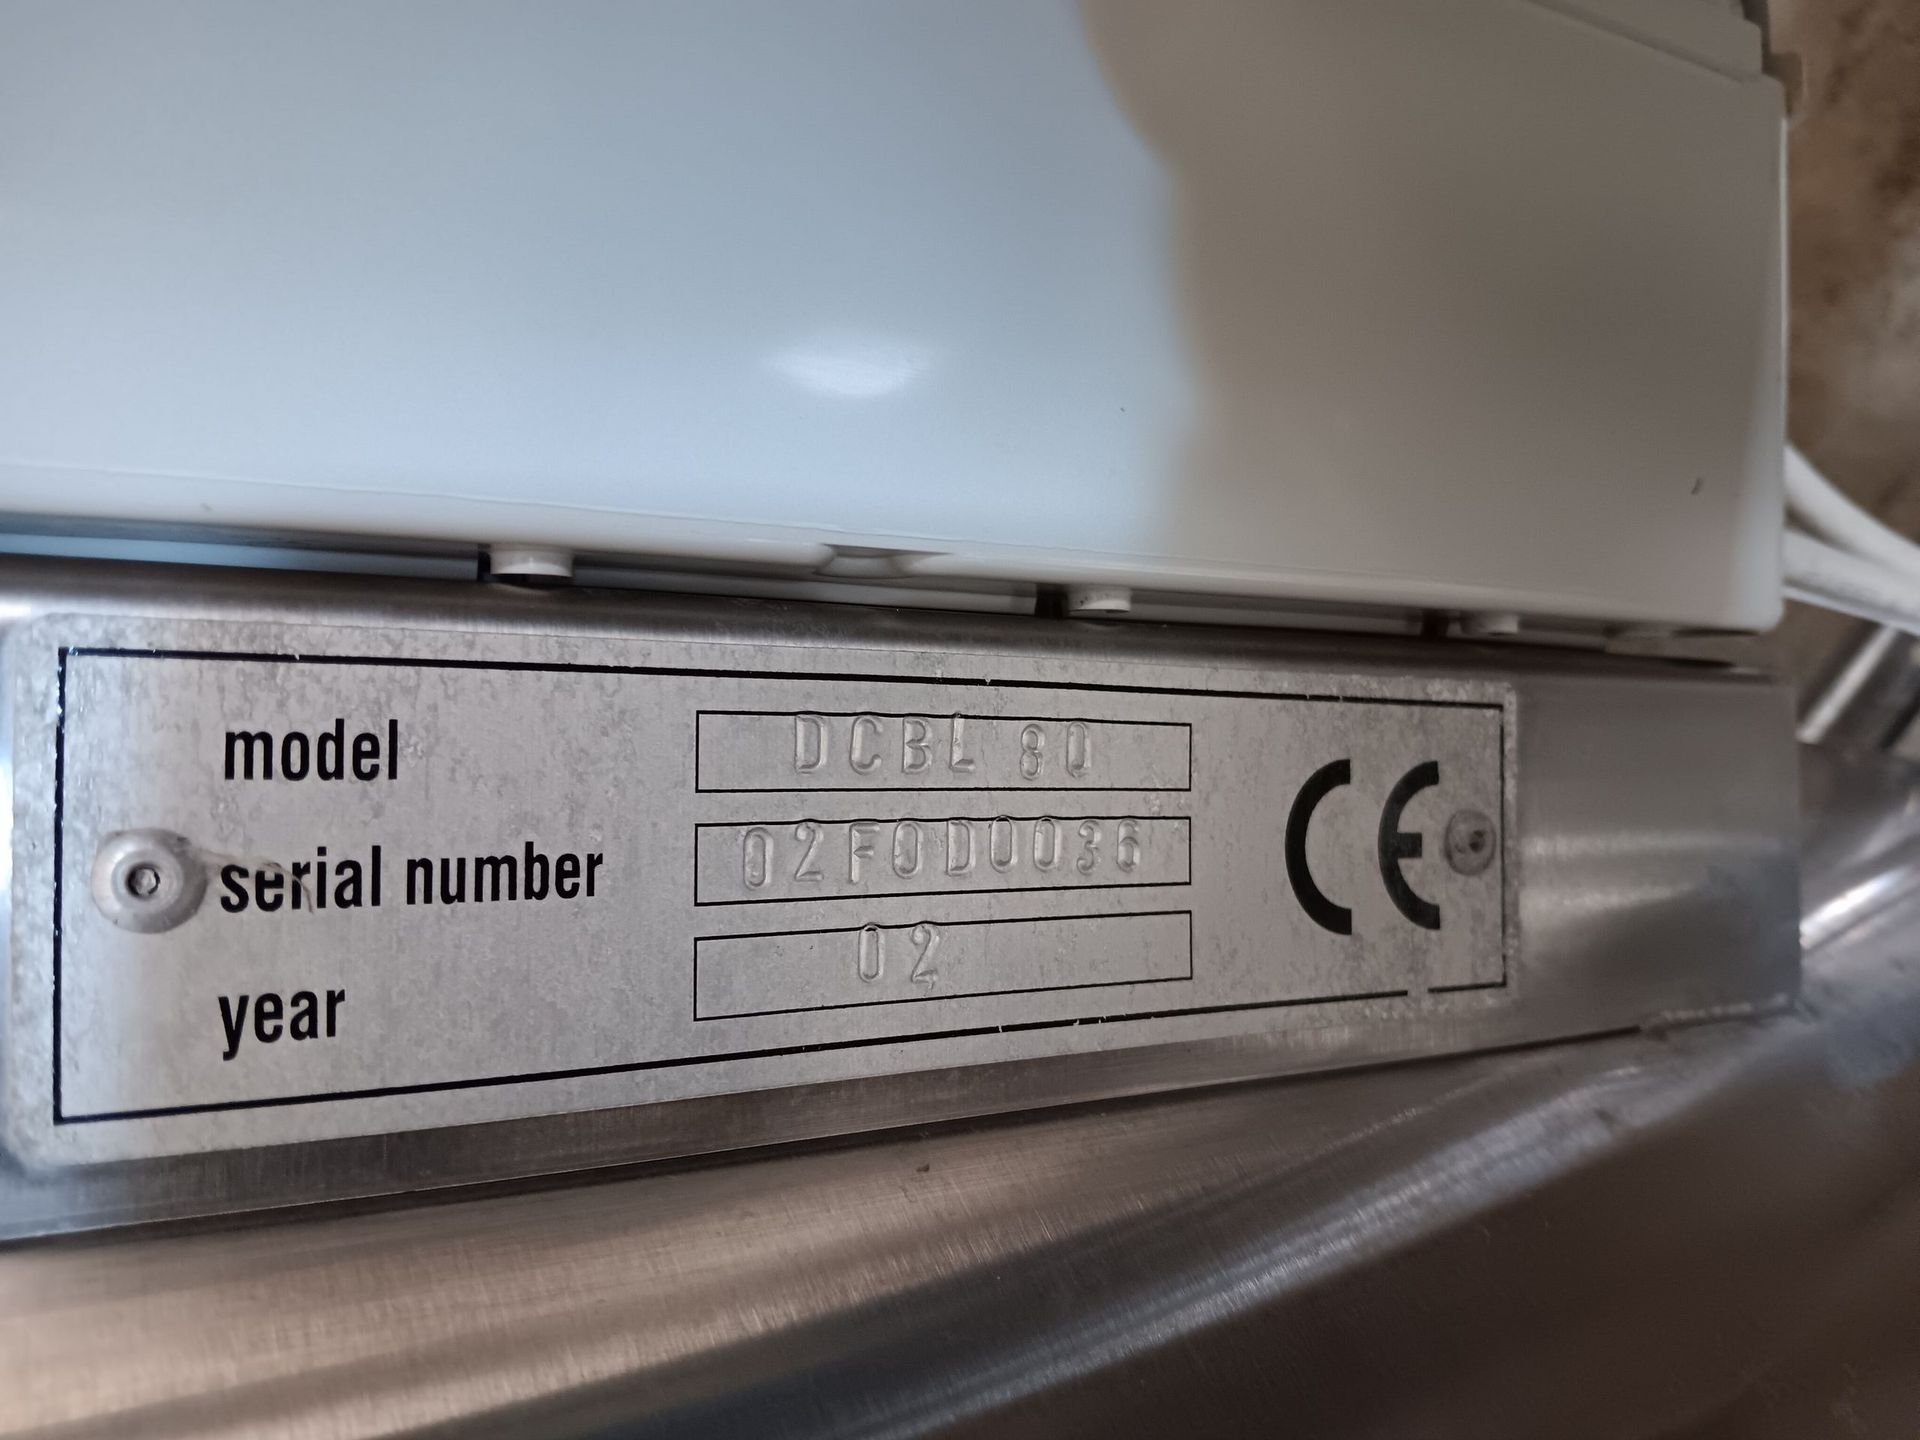 model DCBL 80
serial number 02F0D0036
year 02
CE